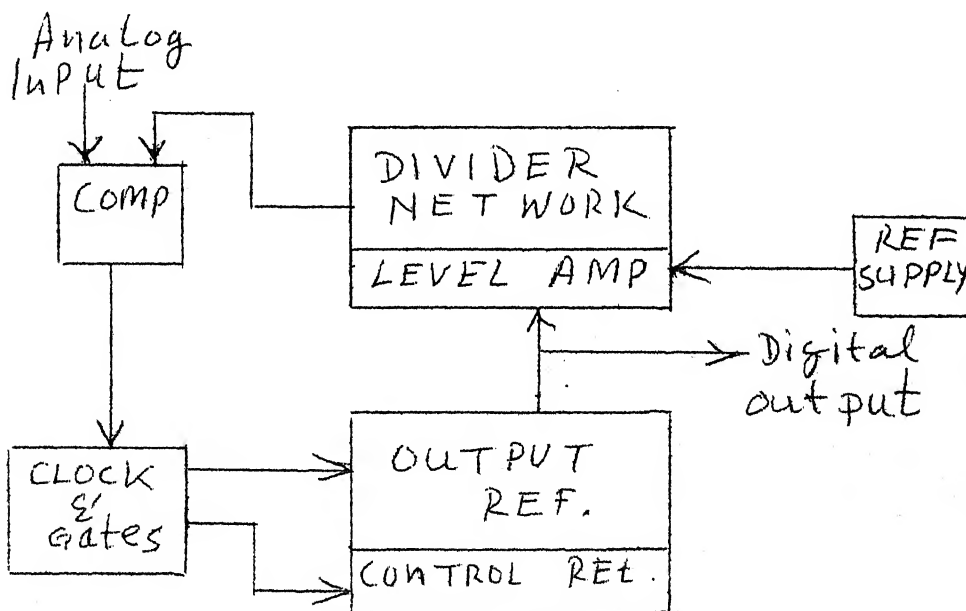 Analog
Input
COMP
DIVIDER
NETWORK
LEVEL AMP
REF
SUPPLY
Digital
output
CLOCK
&
Gates
OUTPUT
REF.
CONTROL REt.